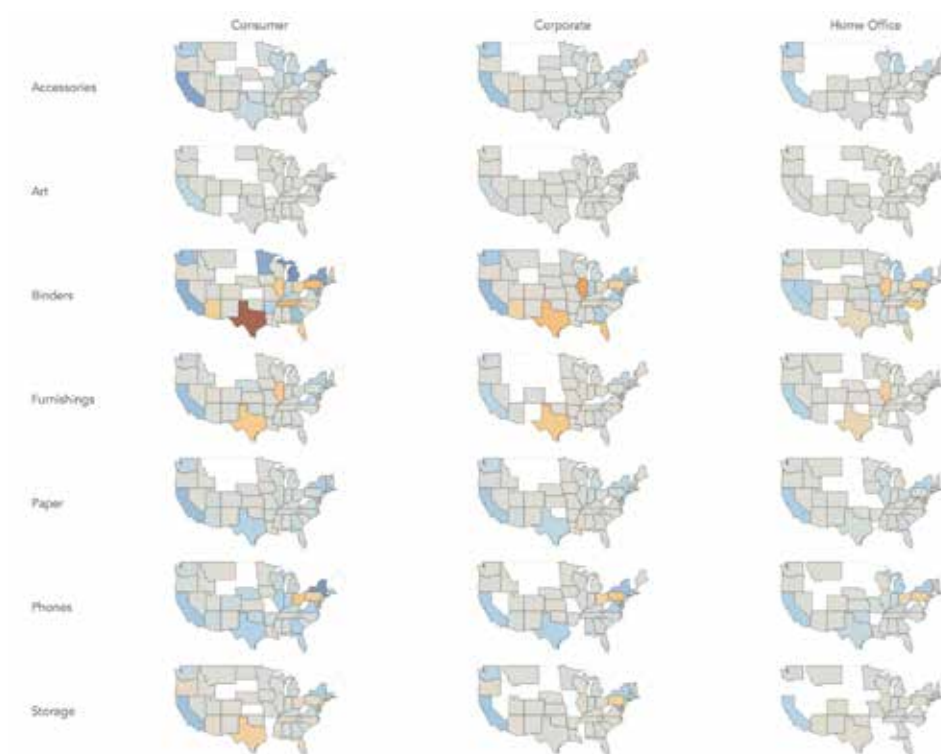 Consumer Corporate Home Office
Accessories
Art
Binders
Furnishings
Paper
Phones
Storage